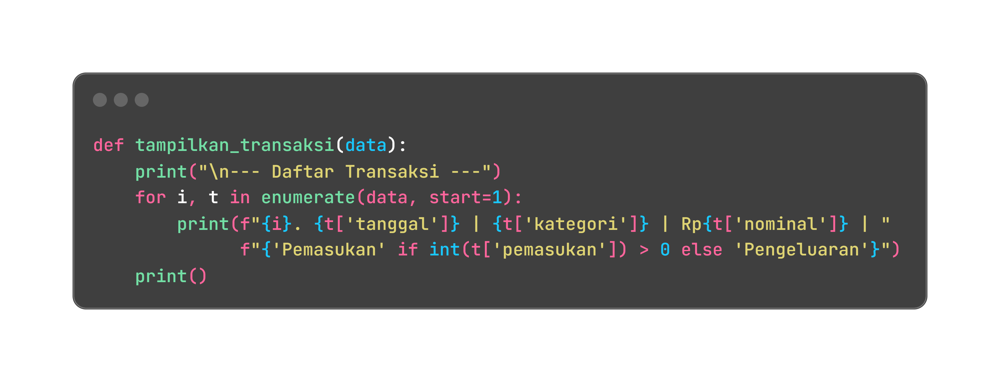 def tampilkan_transaksi(data):
    print("\n--- Daftar Transaksi ---")
    for i, t in enumerate(data, start=1):
        print(f"{i}. {t['tanggal']} | {t['kategori']} | Rp{t['nominal']} | "
              f"{'Pemasukan' if int(t['pemasukan']) > 0 else 'Pengeluaran'}")
    print()